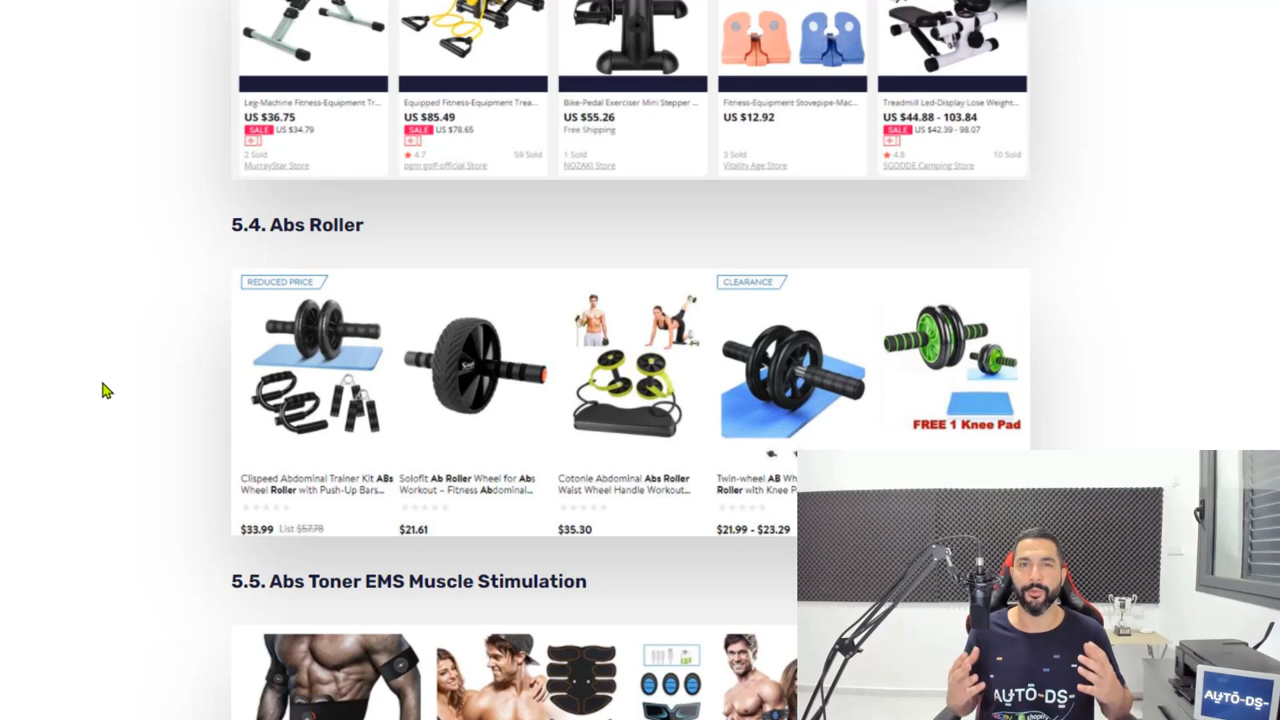 Leg-Machine Fitness-Equipment Tr...
US $36.75
SALE US $34.79
2 Sold
MurrayStar Store
Equipped Fitness-Equipment Trea...
US $85.49
SALE US $78.65
4.7 59 Sold
pgm golf-official Store
Bike-Pedal Exerciser Mini Stepper ...
US $55.26
Free Shipping
1 Sold
NOZAKI Store
Fitness-Equipment Stovepipe-Mac...
US $12.92
3 Sold
Vitality Age Store
Treadmill Led-Display Lose Weight...
US $44.88 - 103.84
SALE US $42.39 - 98.07
4.8 10 Sold
SGODDE Camping Store
5.4. Abs Roller
REDUCED PRICE
Clispeed Abdominal Trainer Kit ABs
Wheel Roller with Push-Up Bars...
$33.99 List $57.78
Solofit Ab Roller Wheel for Abs
Workout – Fitness Abdominal...
$21.61
Cotonie Abdominal Abs Roller
Waist Wheel Handle Workout...
$35.30
CLEARANCE
Twin-wheel AB Wh
Roller with Knee P
$21.99 - $23.29
FREE 1 Knee Pad
5.5. Abs Toner EMS Muscle Stimulation
AUTO-DS-
shopify
AUTO-DS-